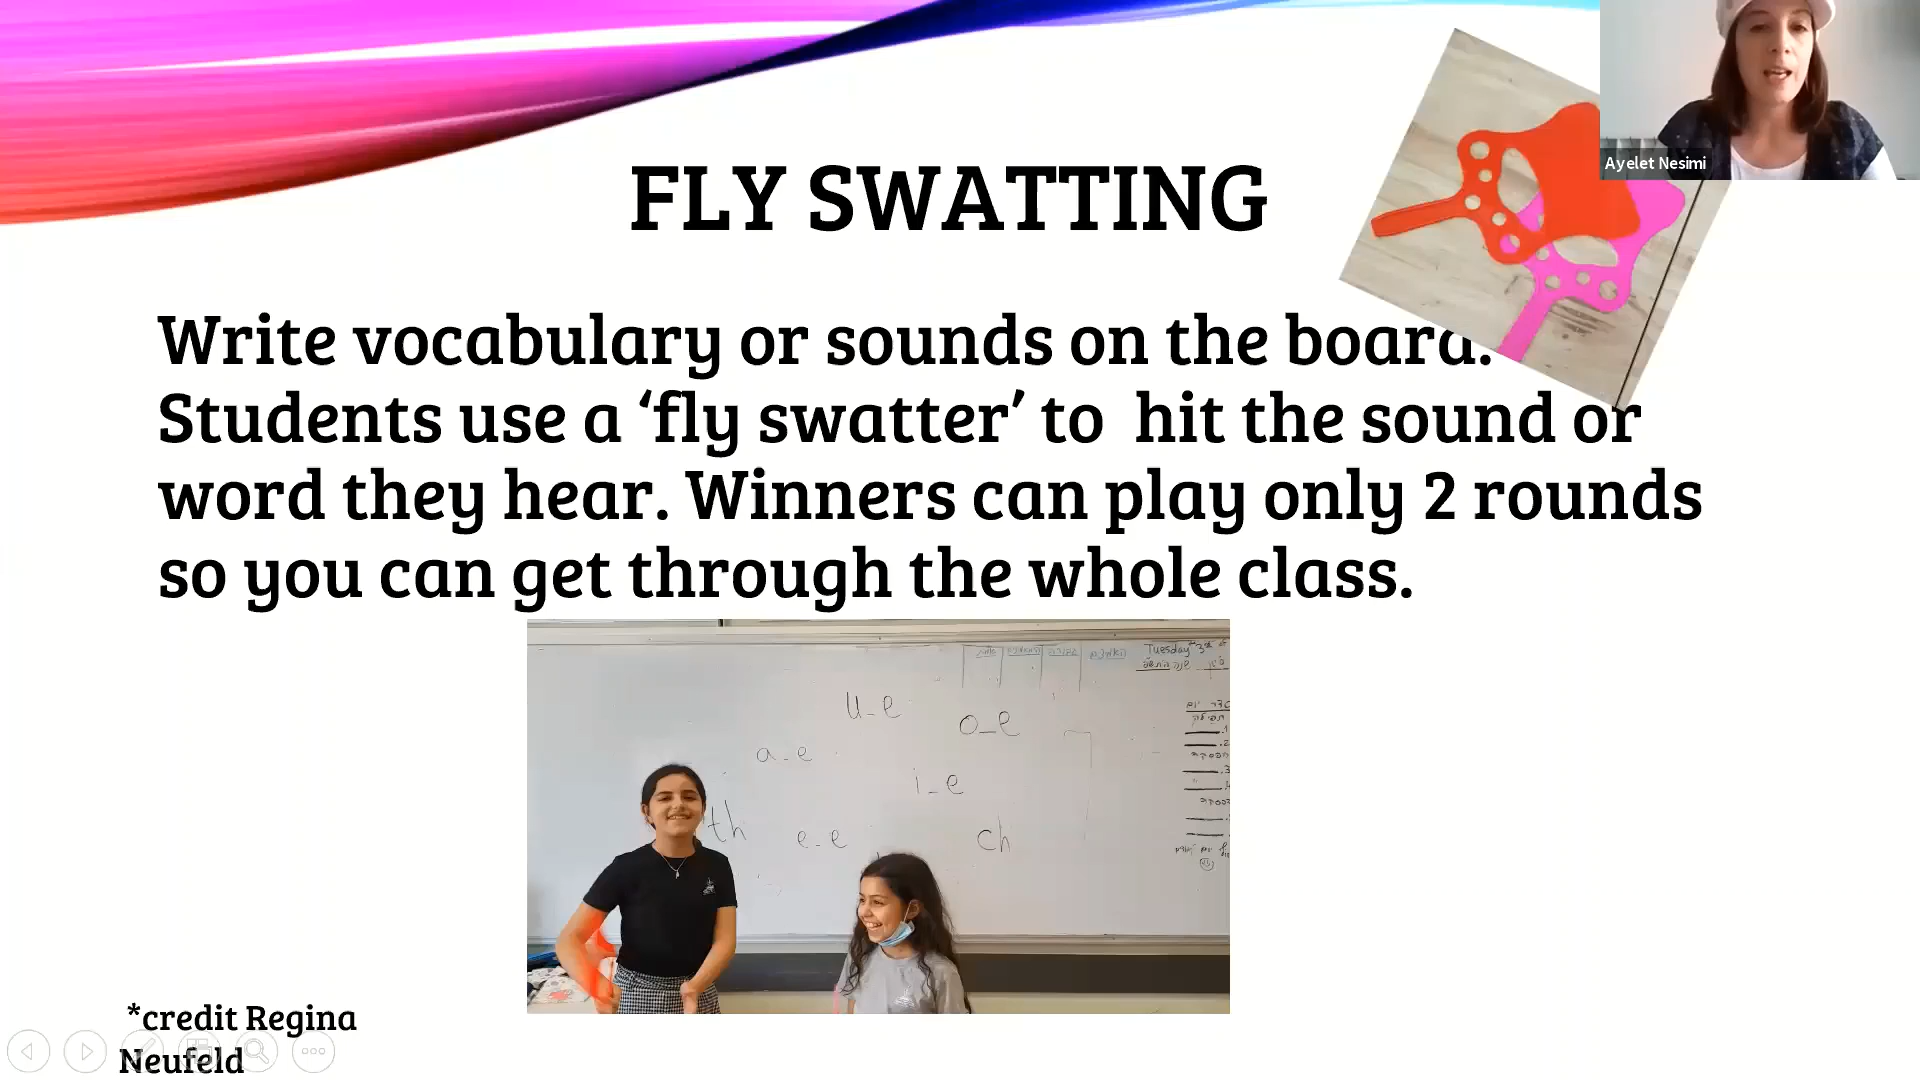 Ayelet Nesimi
FLY SWATTING
Write vocabulary or sounds on the board.
Students use a ‘fly swatter’ to hit the sound or
word they hear. Winners can play only 2 rounds
so you can get through the whole class.
Tuesday 3rd
u_e
o_e
a_e
i_e
th
e_e
ch
*credit Regina
Neufeld